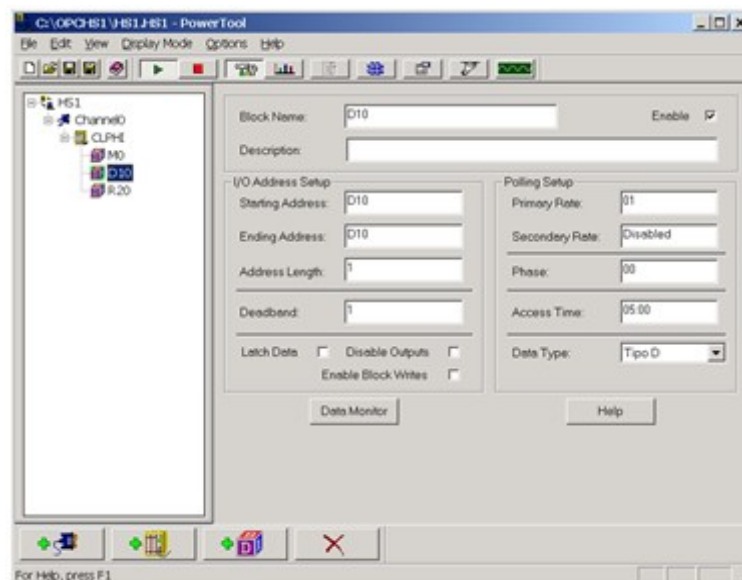 C:\OPCHS1\HS1.HS1 - PowerTool
File Edit View Display Mode Options Help
HS1
Channel0
CLPHI
M0
D10
R20
Block Name: D10 Enable
Description:
I/O Address Setup
Starting Address: D10
Ending Address: D10
Address Length: 1
Deadband: 1
Latch Data Disable Outputs
Enable Block Writes
Data Monitor
Polling Setup
Primary Rate: 01
Secondary Rate: Disabled
Phase: 00
Access Time: 05:00
Data Type: Tipo D
Help
For Help, press F1